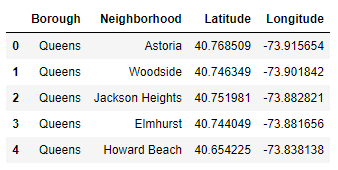 Borough Neighborhood Latitude Longitude
0 Queens Astoria 40.768509 -73.915654
1 Queens Woodside 40.746349 -73.901842
2 Queens Jackson Heights 40.751981 -73.882821
3 Queens Elmhurst 40.744049 -73.881656
4 Queens Howard Beach 40.654225 -73.838138